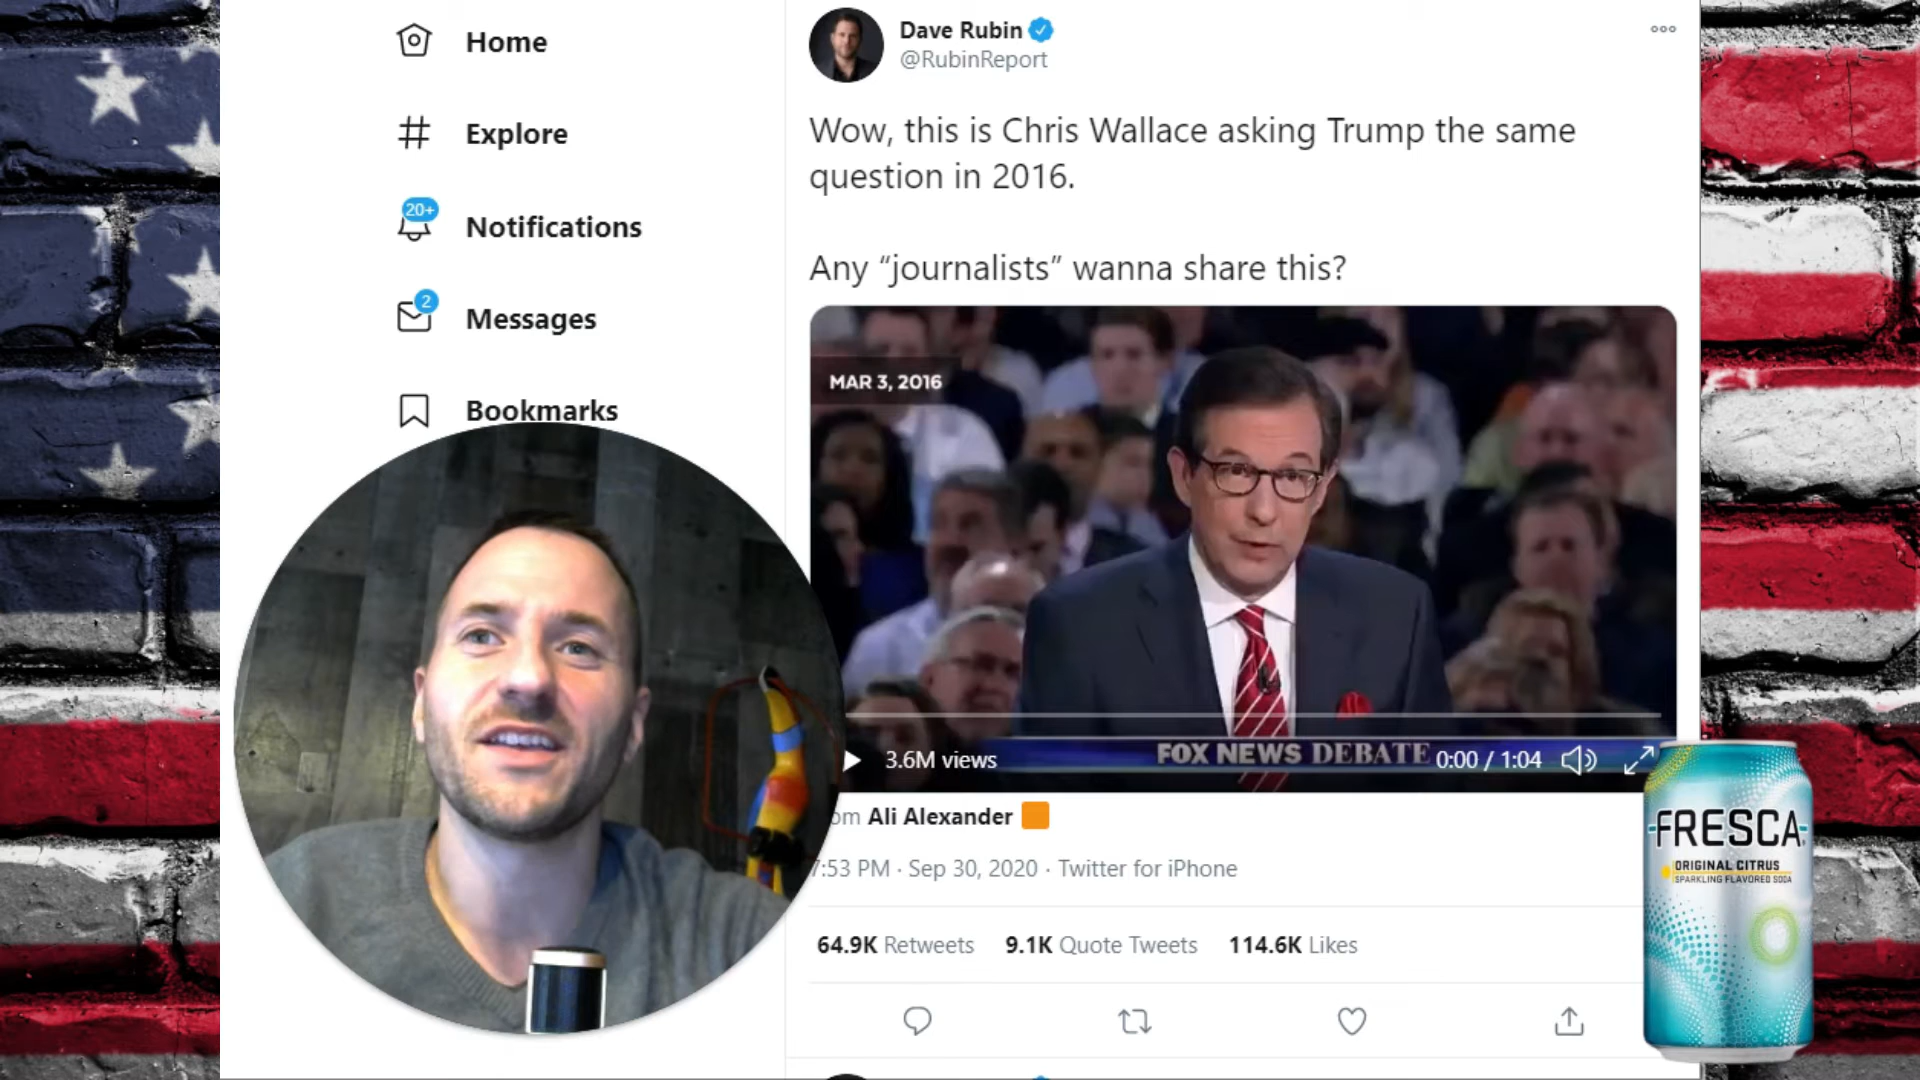 Home
Explore
20+
Notifications
2
Messages
Bookmarks
Dave Rubin
@RubinReport
Wow, this is Chris Wallace asking Trump the same
question in 2016.
Any “journalists” wanna share this?
MAR 3, 2016
3.6M views
FOX NEWS DEBATE
0:00 / 1:04
om Ali Alexander
7:53 PM · Sep 30, 2020 · Twitter for iPhone
64.9K Retweets 9.1K Quote Tweets 114.6K Likes
FRESCA
ORIGINAL CITRUS
SPARKLING FLAVORED SODA